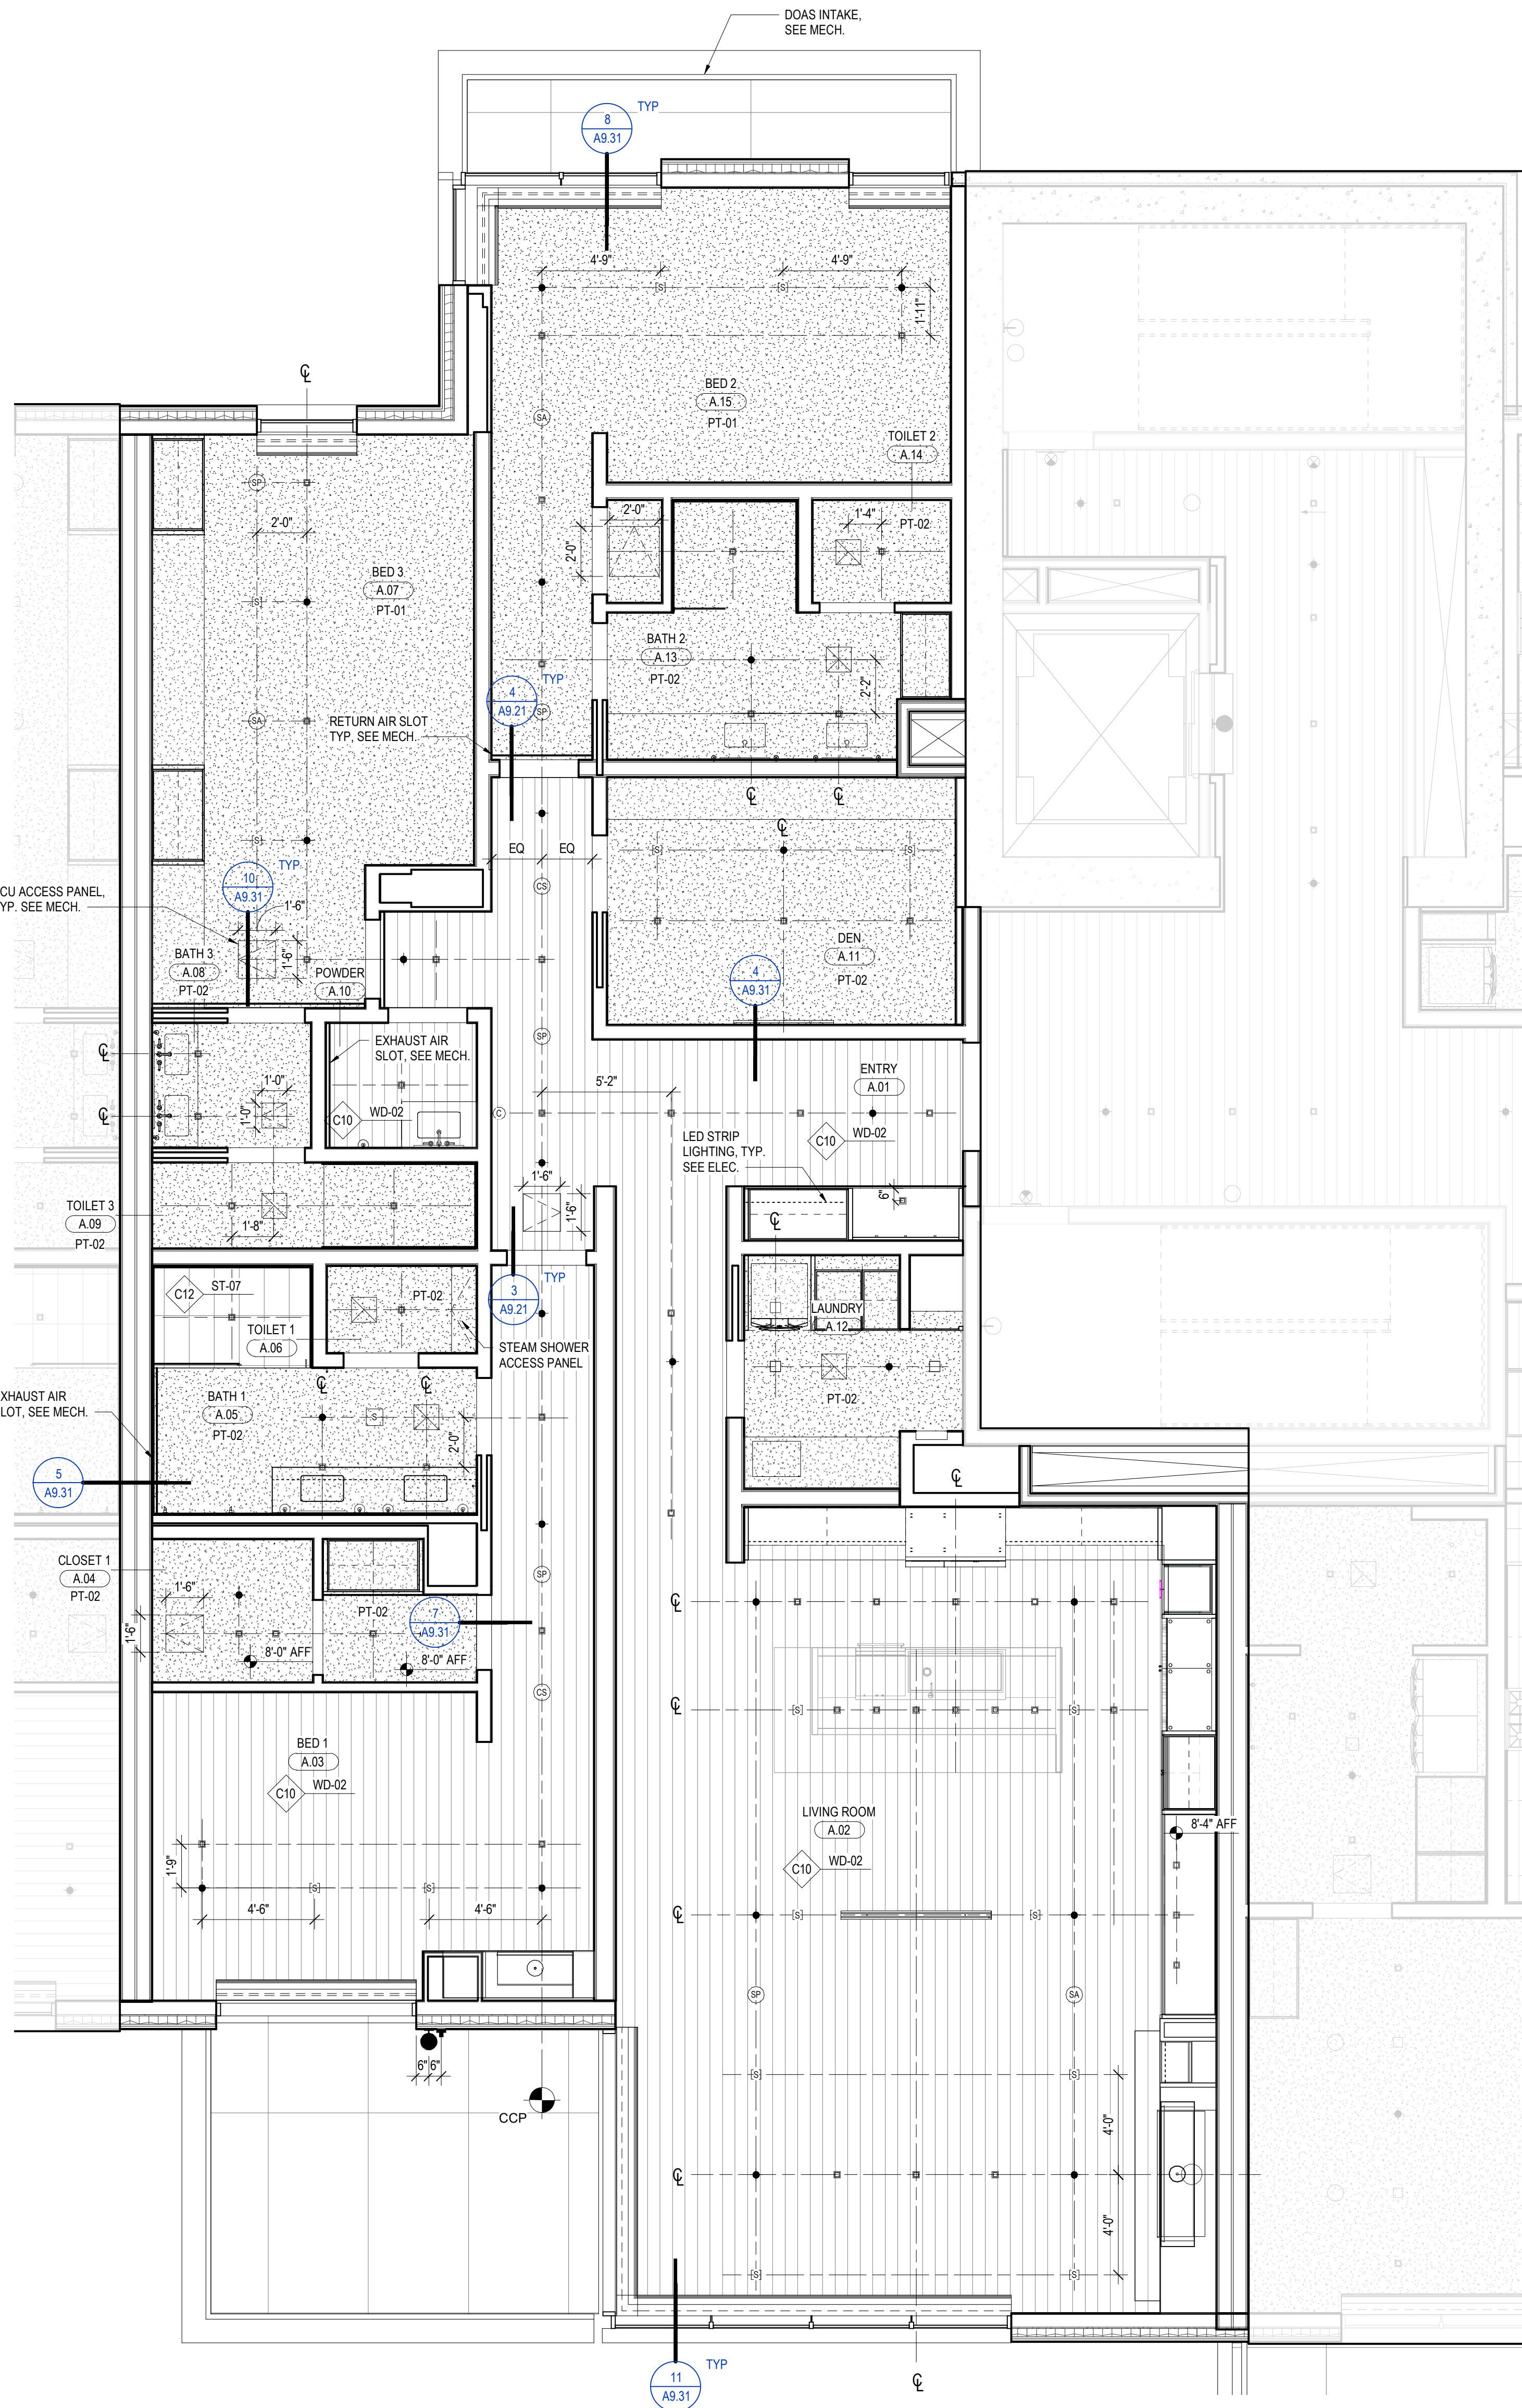 DOAS INTAKE,
SEE MECH.
8
A9.31
TYP
4'-9"
4'-9"
[S]
[S]
1'-11"
℄
BED 2
A.15
PT-01
SA
TOILET 2
A.14
PT-02
1'-4"
2'-0"
2'-0"
SP
2'-0"
BED 3
A.07
PT-01
[S]
BATH 2
A.13
PT-02
2'-2"
4
A9.21
TYP
SP
SA
RETURN AIR SLOT
TYP, SEE MECH.
℄
℄
℄
[S]
EQ
EQ
[S]
[S]
CS
10
A9.31
TYP
CU ACCESS PANEL,
YP. SEE MECH.
1'-6"
1'-6"
DEN
A.11
PT-02
BATH 3
A.08
PT-02
POWDER
A.10
4
A9.31
SP
EXHAUST AIR
SLOT, SEE MECH.
℄
ENTRY
A.01
5'-2"
1'-0"
1'-0"
℄
C10
WD-02
C
C10
WD-02
LED STRIP
LIGHTING, TYP.
SEE ELEC.
1'-6"
1'-6"
6"
TOILET 3
A.09
PT-02
1'-8"
℄
3
A9.21
TYP
C12
ST-07
PT-02
LAUNDRY
A.12
TOILET 1
A.06
STEAM SHOWER
ACCESS PANEL
℄
℄
PT-02
XHAUST AIR
LOT, SEE MECH.
BATH 1
A.05
PT-02
S
2'-0"
5
A9.31
℄
CLOSET 1
A.04
PT-02
1'-6"
1'-6"
SP
PT-02
7
A9.31
8'-0" AFF
8'-0" AFF
℄
CS
℄
[S]
[S]
BED 1
A.03
C10
WD-02
LIVING ROOM
A.02
C10
WD-02
8'-4" AFF
1'-9"
[S]
[S]
4'-6"
4'-6"
℄
[S]
[S]
SP
SA
6"
6"
[S]
[S]
CCP
4'-0"
℄
4'-0"
[S]
[S]
11
A9.31
TYP
℄